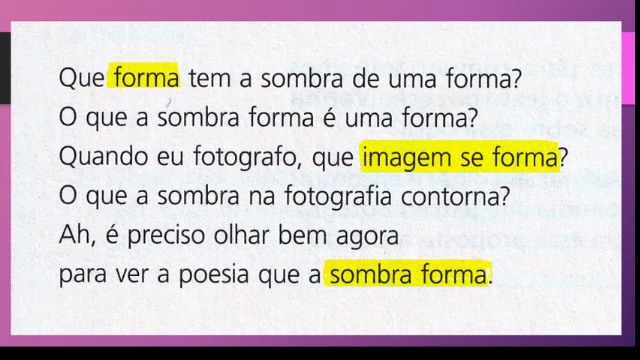 Que forma tem a sombra de uma forma?
O que a sombra forma é uma forma?
Quando eu fotografo, que imagem se forma?
O que a sombra na fotografia contorna?
Ah, é preciso olhar bem agora
para ver a poesia que a sombra forma.